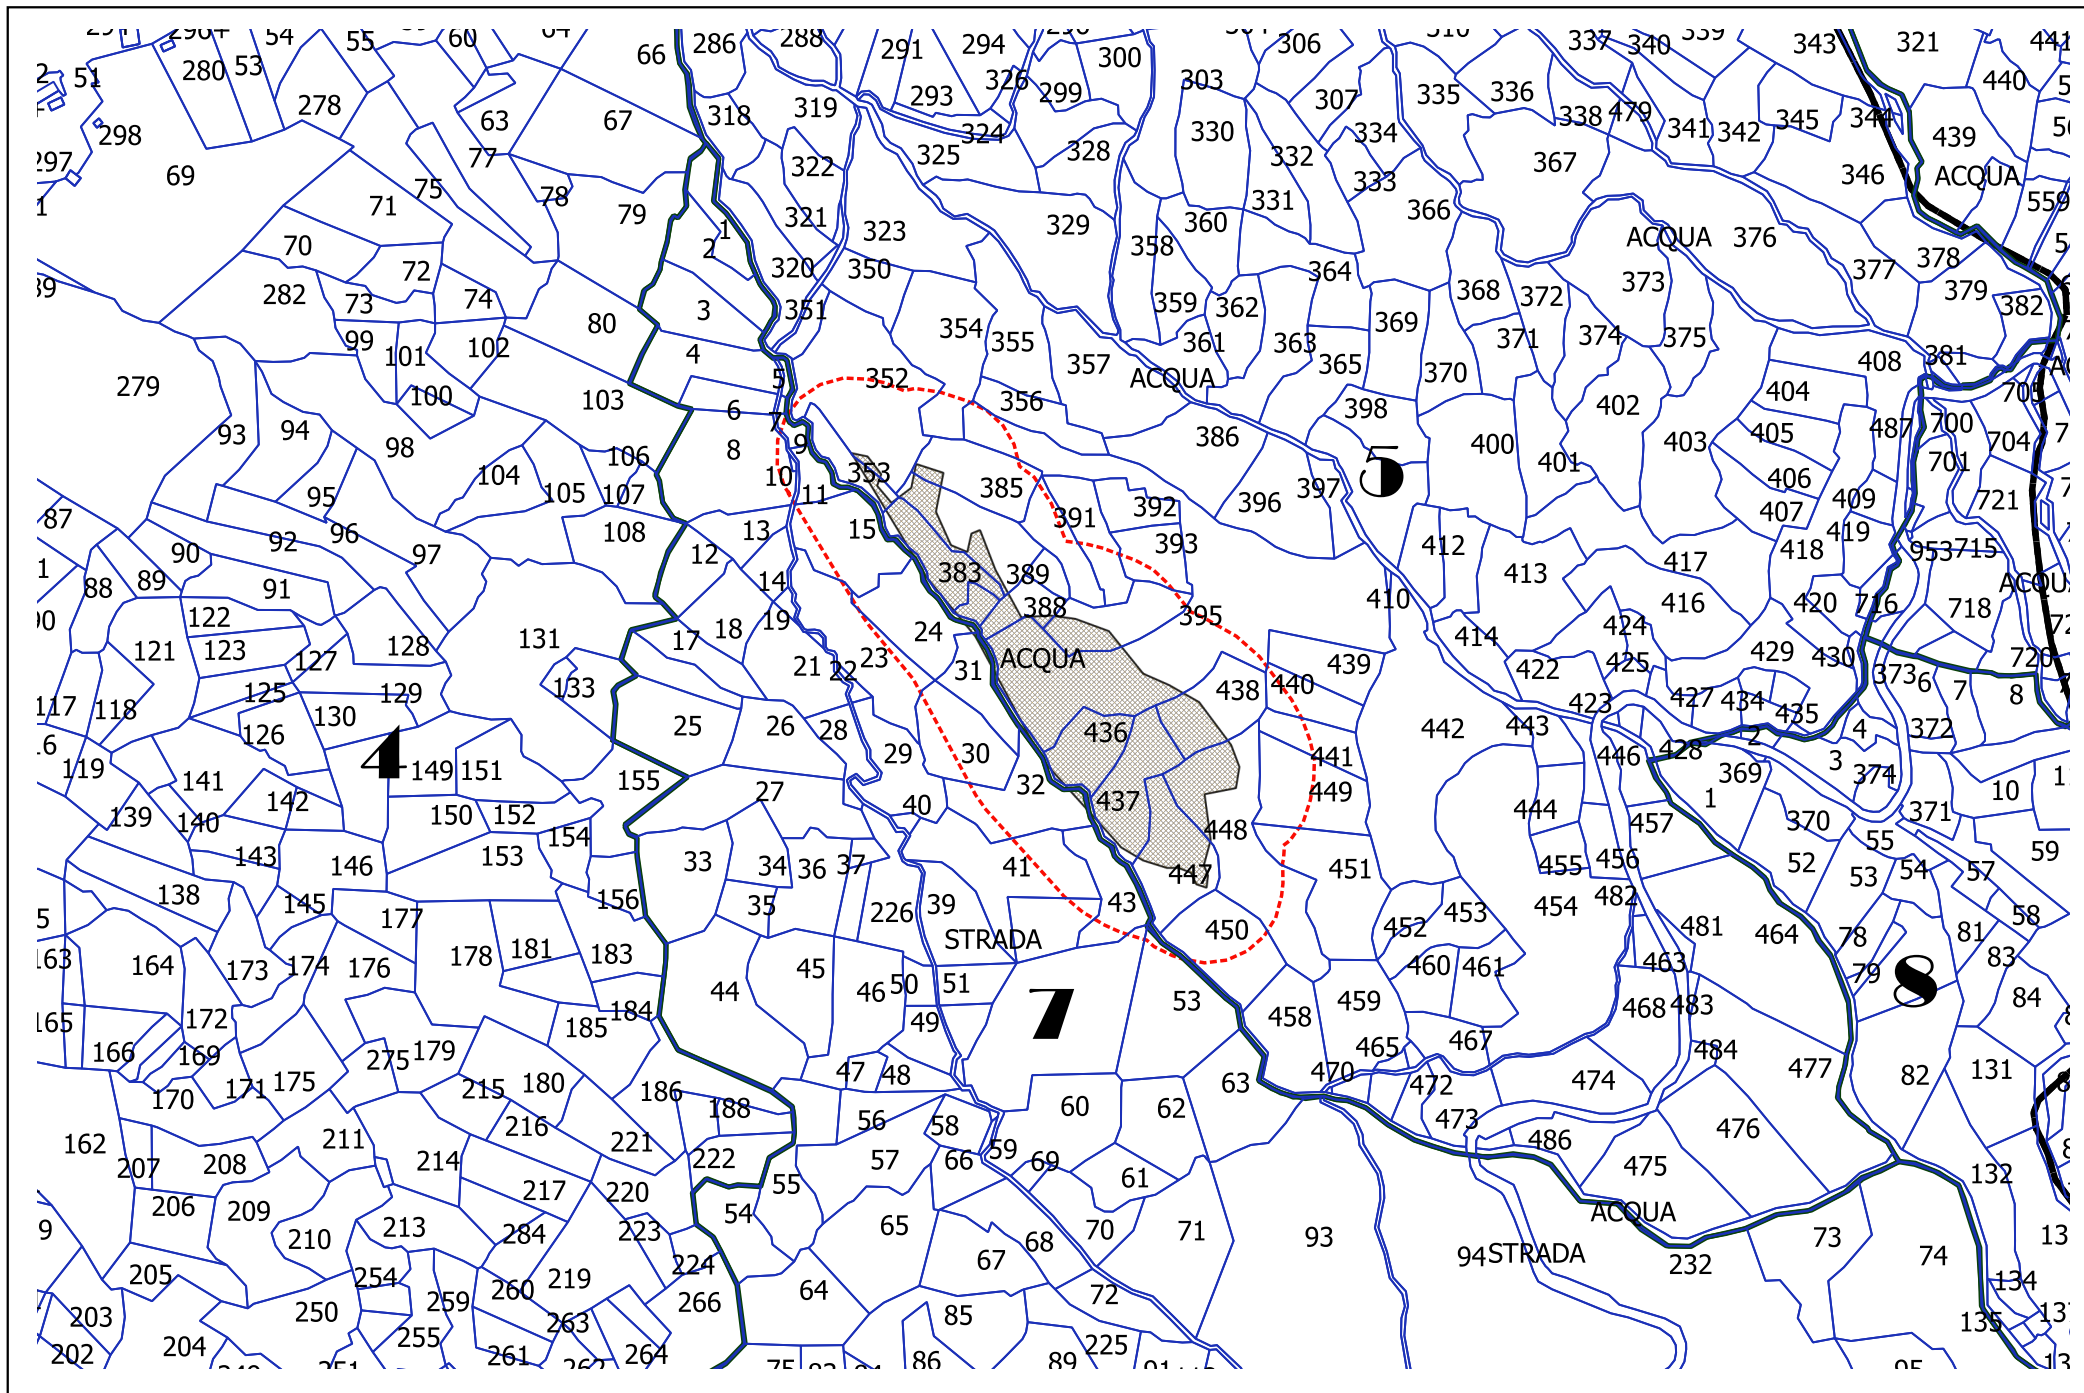 54 55 60 66 286 288 291 294 300 306 337 340 343 321
51 280 53 278 63 67 318 319 293 326 299 303 307 335 336 338 479 341 342 345 344 440
298 297 69 77 324 325 328 330 332 334 367 439
322 333 346 ACQUA
71 75 78 79 1 2 321 323 329 358 360 331 366 559
70 72 320 350 364 ACQUA 376 377 378
282 73 74 80 3 351 354 355 359 362 368 372 373 379 382
99 101 102 4 357 361 363 365 369 371 374 375 408 381
279 100 103 5 352 356 ACQUA 370 398 402 404 705
93 94 98 106 6 7 8 9 386 5 400 403 405 487 700 704
95 104 105 107 10 11 353 385 396 397 401 406 409 701
87 92 96 108 13 15 391 392 407 721
90 97 12 393 412 417 418 419 953 715
88 89 91 14 383 389 413 ACQUA
122 19 388 395 410 416 420 716 718
121 123 127 128 131 17 18 24 ACQUA 414 424 429 430 720
125 129 133 21 22 23 31 438 439 440 422 425 373 6 7 8
117 118 126 130 25 26 28 436 442 443 423 427 434 435 4 372
119 4 149 151 155 29 30 441 446 428 2 3
141 142 27 32 437 449 369 374 10
139 140 150 152 154 40 448 444 457 1 370 371
143 146 153 33 34 36 37 41 447 451 455 456 52 53 55 54 57 59
138 145 156 35 226 39 43 452 453 454 482 58
177 183 STRADA 450 481 464 78 81
163 164 173 174 176 178 181 44 45 46 50 51 460 461 463 79 8 83
165 172 184 185 49 7 53 458 459 468 483 84
166 169 275 179 465 467 484
170 171 175 215 180 186 47 48 63 470 472 474 477 82 131
162 211 216 188 56 58 60 62 473 476
207 208 214 221 222 57 66 59 69 486 475 132
206 209 217 220 54 55 61 ACQUA
210 213 284 223 65 68 70 71 93 94 STRADA 73
205 254 219 224 67 232 74 134
203 250 259 260 263 266 64 72 135
202 204 255 261 264 85 86 89 225